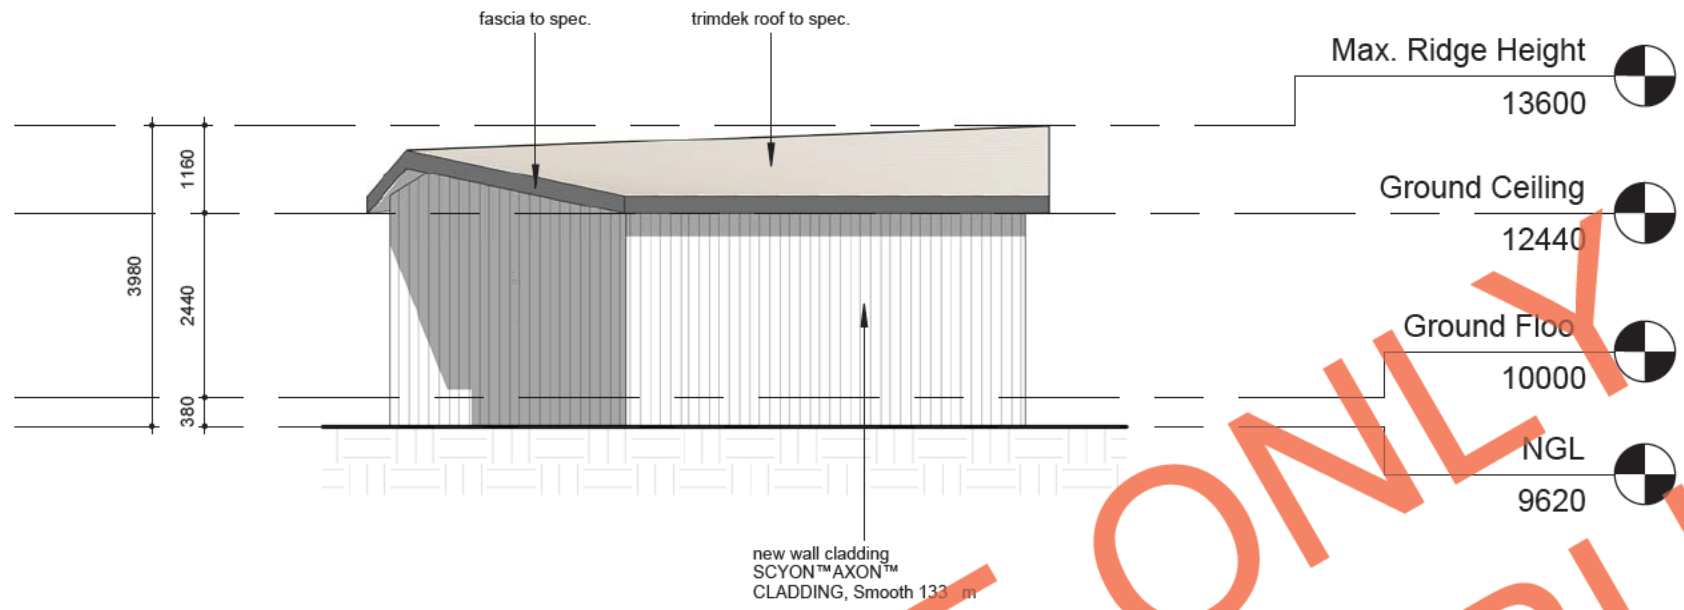 fascia to spec.
trimdek roof to spec.
Max. Ridge Height
13600
1160
Ground Ceiling
12440
3980
2440
Ground Floo
10000
380
NGL
9620
new wall cladding
SCYON™AXON™
CLADDING, Smooth 133 m
ONLY